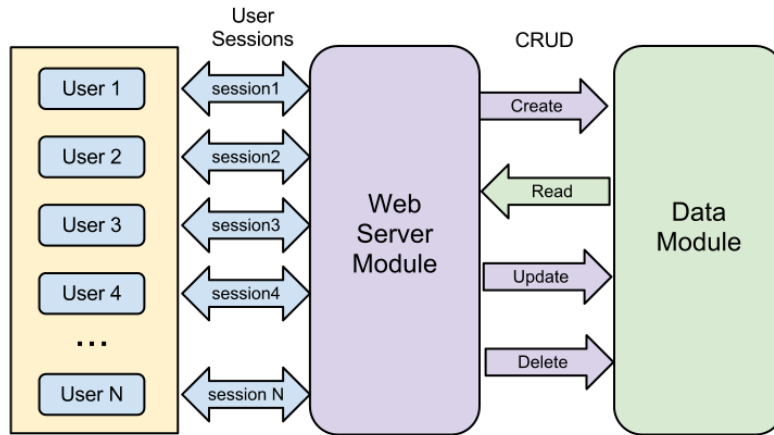 User
Sessions
CRUD
User 1
session1
Create
User 2
session2
Read
User 3
session3
Web
Server
Module
Data
Module
User 4
session4
Update
...
Delete
User N
session N